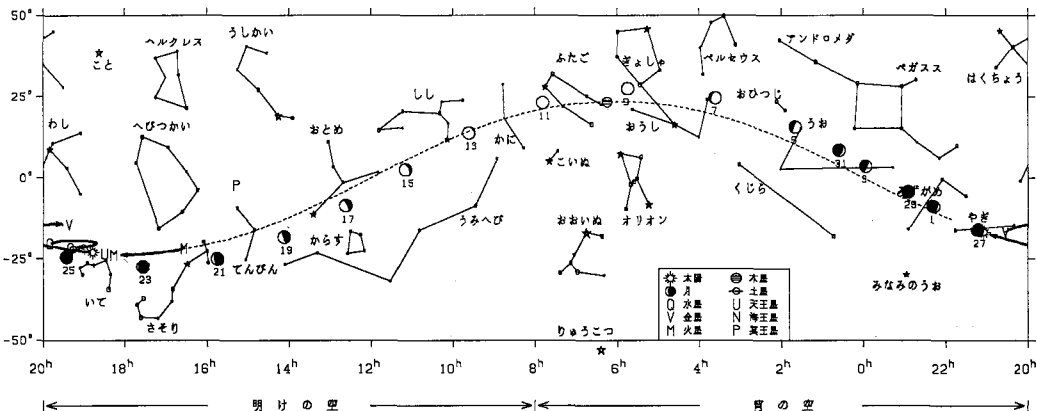 50°
25°
0°
-25°
-50°
こと
ヘルクレス
うしかい
わし
へびつかい
おとめ
しし
かに
ふたご
ぎょしゃ
ペルセウス
アンドロメダ
ペガスス
はくちょう
おひつじ
うお
おうし
こいぬ
オリオン
おおいぬ
くじら
みずがめ
やぎ
みなみのうお
うみへび
からす
てんびん
いて
さそり
りゅうこつ
P
V
UM
M
25
23
21
19
17
15
13
11
9
7
5
3
31
29
1
27
太陽 木星
月 土星
Q 水星 U 天王星
V 金星 N 海王星
M 火星 P 冥王星
20h 18h 16h 14h 12h 10h 8h 6h 4h 2h 0h 22h 20h
明けの空 宵の空